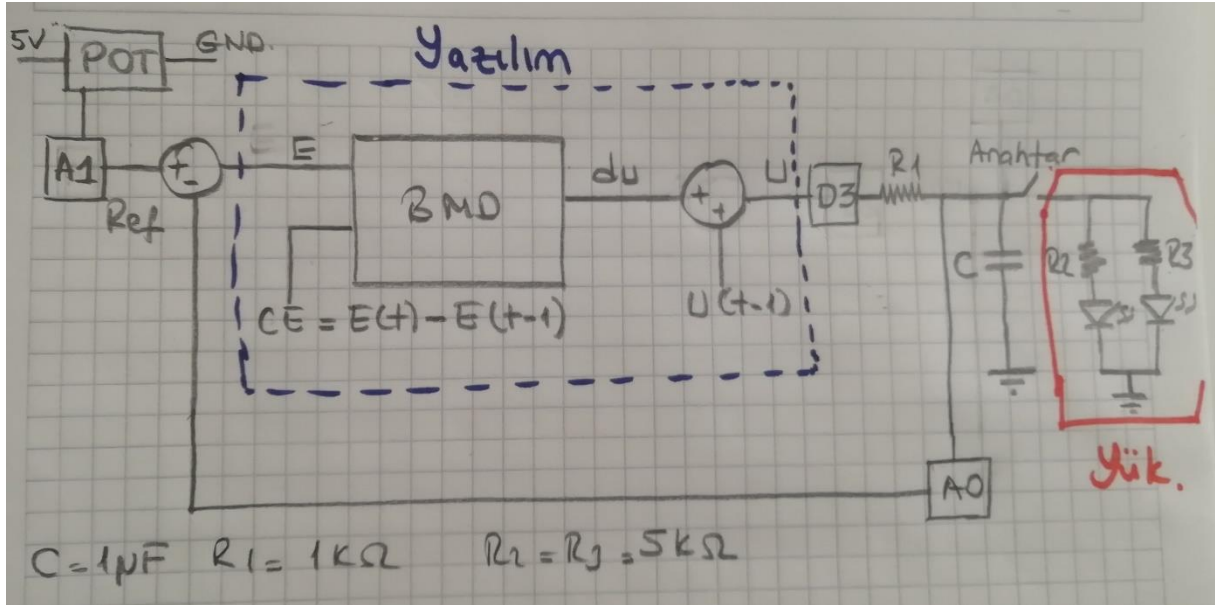 5V POT GND.
Yazılım
A1 + - E BMD du + + U D3 R1 Anahtar
Ref
C R2 R3
CE = E(t) - E(t-1) U(t-1)
A0 Yük.
C = 1µF R1 = 1KΩ R2 = R3 = 5KΩ